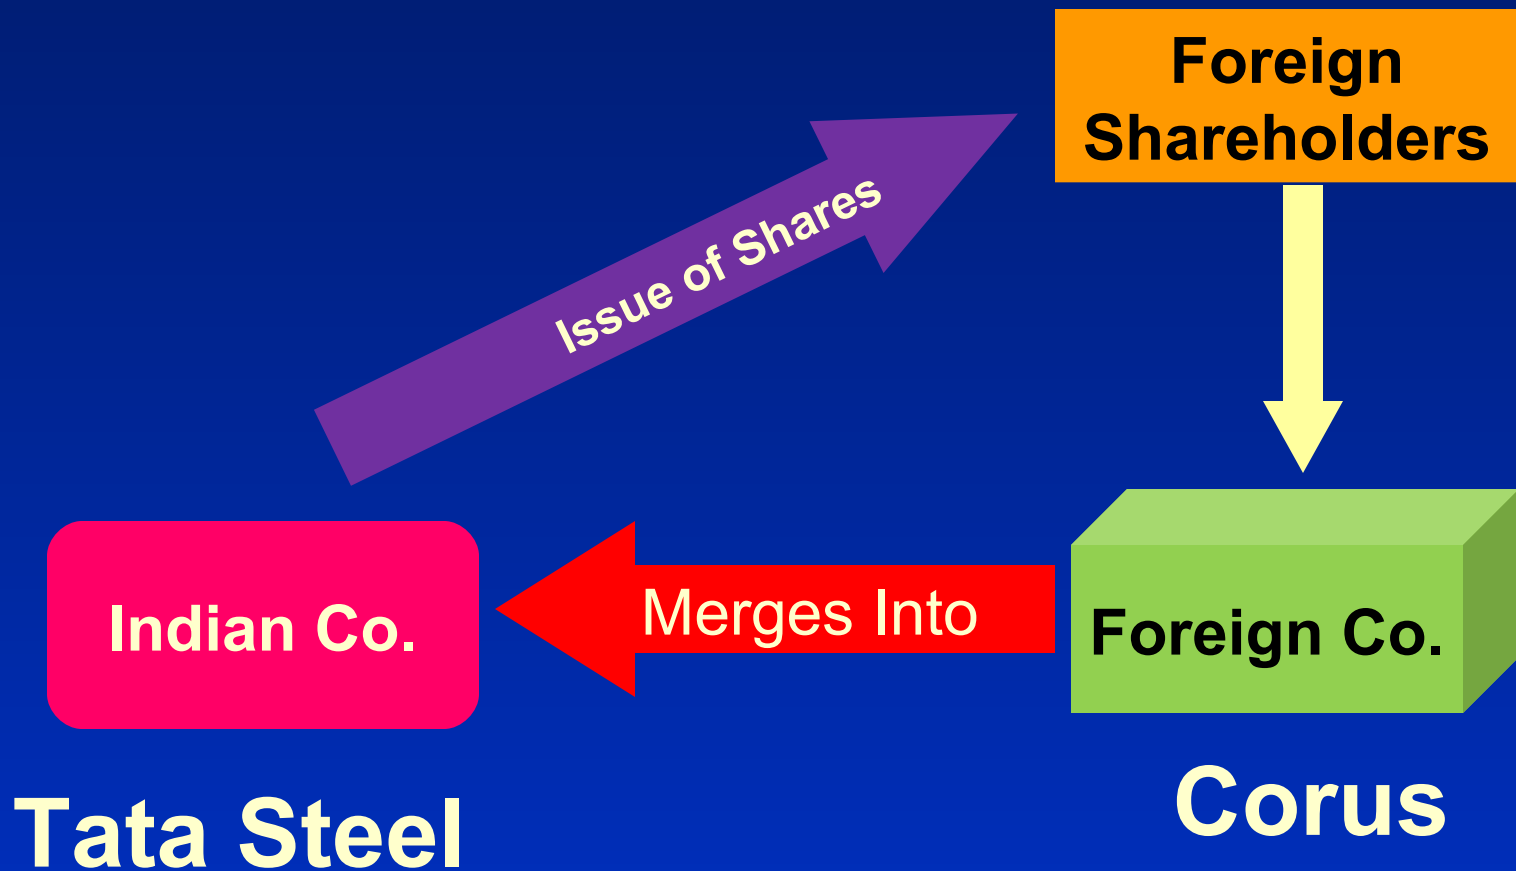 Foreign
Shareholders
Issue of Shares
Indian Co.
Merges Into
Foreign Co.
Tata Steel
Corus